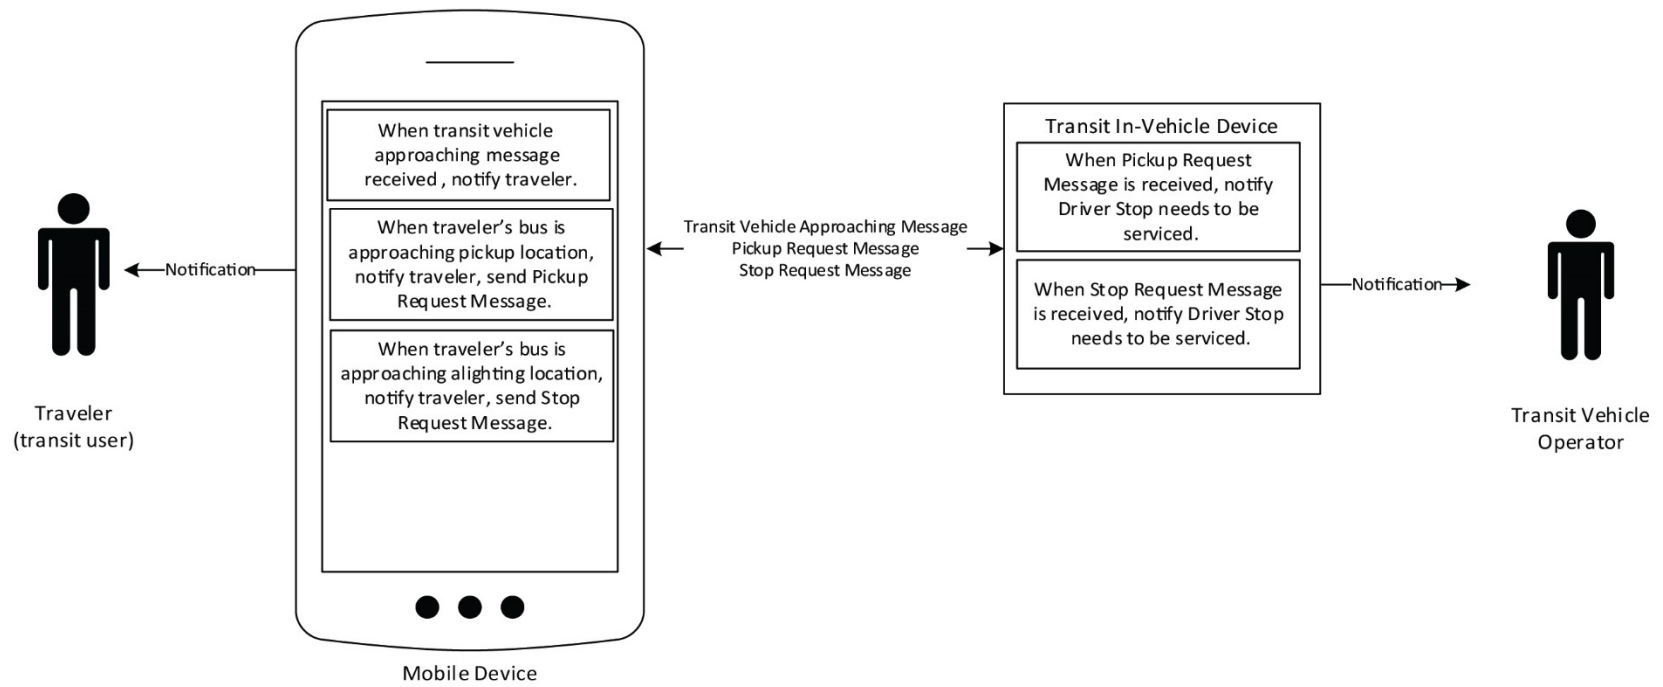 Traveler
(transit user)
Notification
When transit vehicle
approaching message
received , notify traveler.
When traveler's bus is
approaching pickup location,
notify traveler, send Pickup
Request Message.
When traveler's bus is
approaching alighting location,
notify traveler, send Stop
Request Message.
Mobile Device
Transit Vehicle Approaching Message
Pickup Request Message
Stop Request Message
Transit In-Vehicle Device
When Pickup Request
Message is received, notify
Driver Stop needs to be
serviced.
When Stop Request Message
is received, notify Driver Stop
needs to be serviced.
Notification
Transit Vehicle
Operator